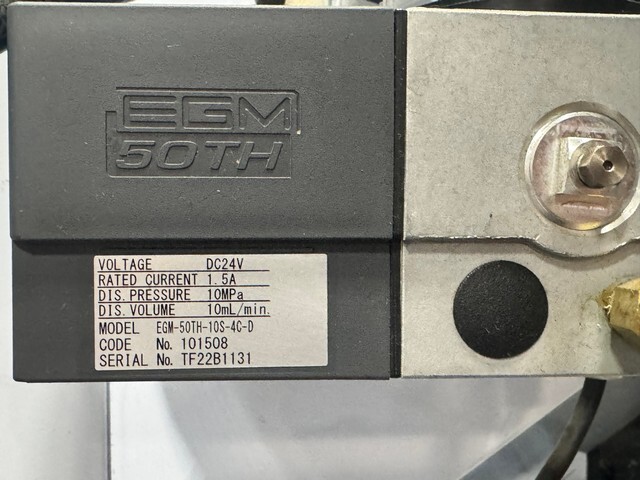 EGM
50TH
VOLTAGE DC24V
RATED CURRENT 1.5A
DIS. PRESSURE 10MPa
DIS. VOLUME 10mL/min.
MODEL EGM-50TH-10S-4C-D
CODE No. 101508
SERIAL No. TF22B1131